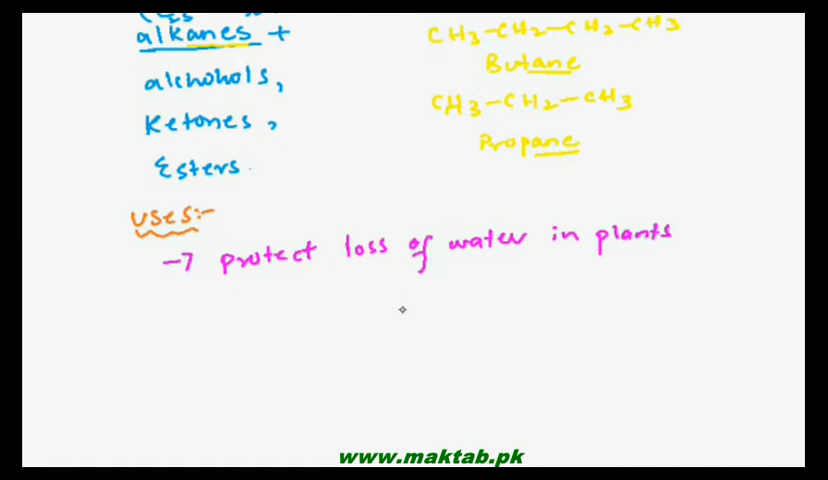 alkanes + CH3-CH2-CH2-CH3
Butane
alchohols,
CH3-CH2-CH3
Ketones,
Propane
Esters.
uses:-
→ protect loss of water in plants
www.maktab.pk